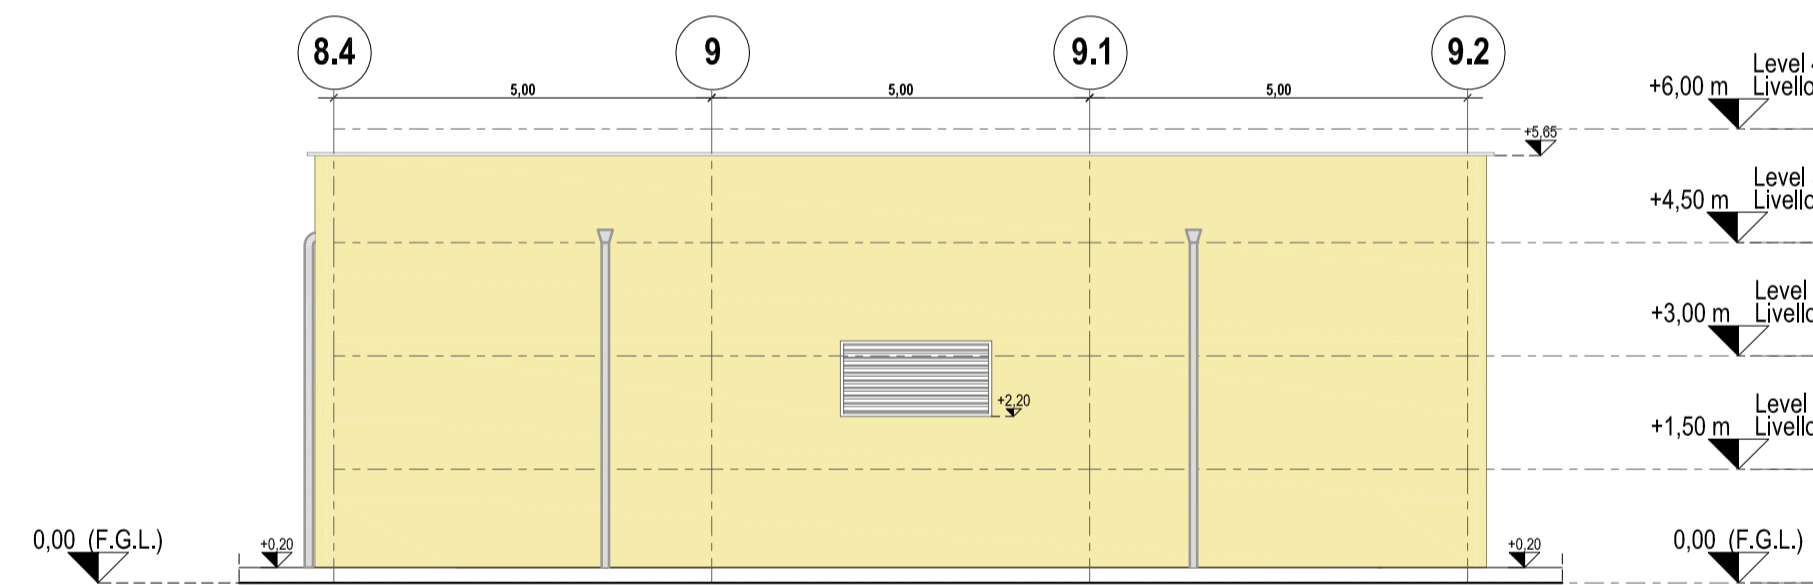 8.4 9 9.1 9.2
5,00 5,00 5,00
Level
+6,00 m Livello
+5,65
Level
+4,50 m Livello
Level
+3,00 m Livello
+2,20
Level
+1,50 m Livello
0,00 (F.G.L.) +0,20 +0,20 0,00 (F.G.L.)